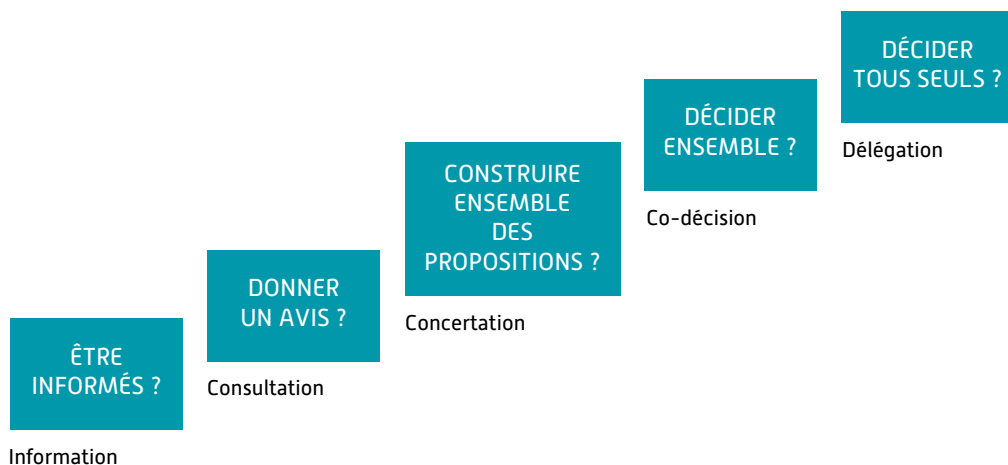 ÊTRE
INFORMÉS ?
Information
DONNER
UN AVIS ?
Consultation
CONSTRUIRE
ENSEMBLE
DES
PROPOSITIONS ?
Concertation
DÉCIDER
ENSEMBLE ?
Co-décision
DÉCIDER
TOUS SEULS ?
Délégation